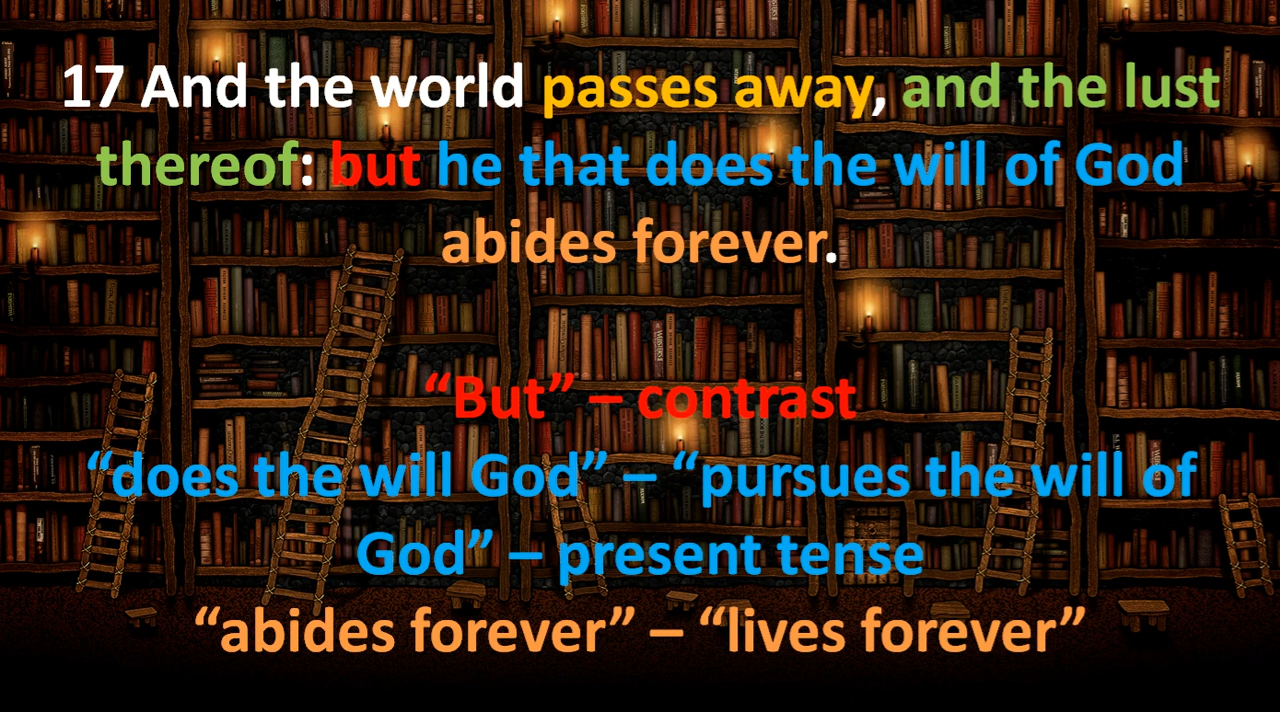 17 And the world passes away, and the lust
thereof: but he that does the will of God
abides forever.
“But” – contrast
“does the will God” – “pursues the will of
God” – present tense
“abides forever” – “lives forever”